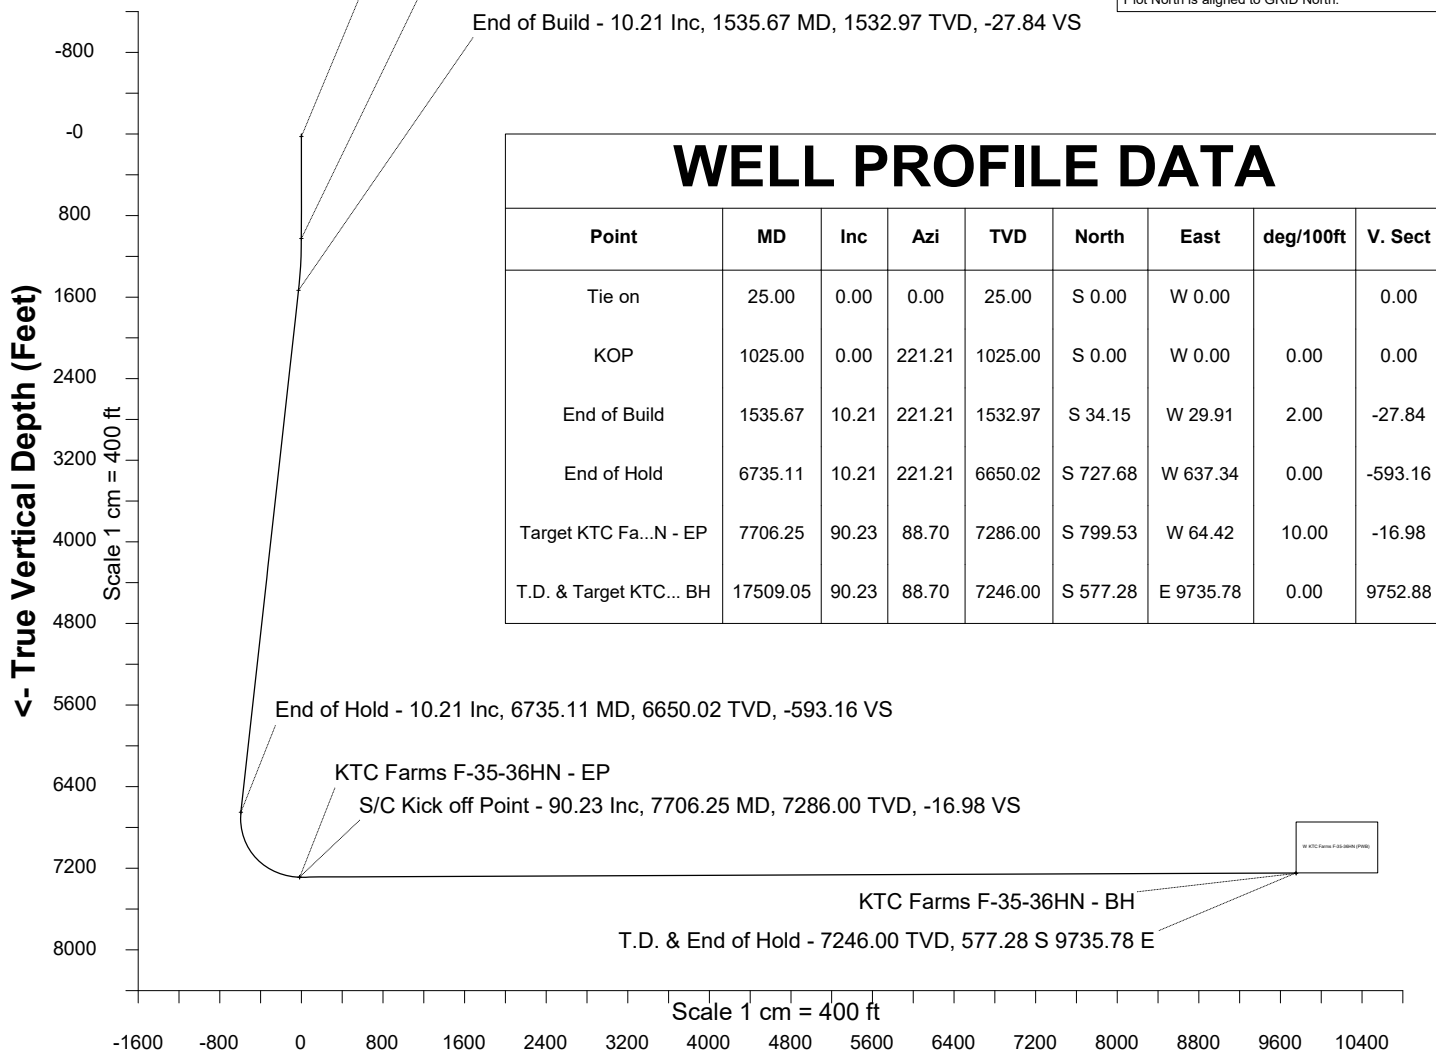 Plot North is aligned to GRID North.
End of Build - 10.21 Inc, 1535.67 MD, 1532.97 TVD, -27.84 VS
-800
-0
800
1600
2400
3200
4000
4800
5600
6400
7200
8000
<- True Vertical Depth (Feet)
Scale 1 cm = 400 ft
WELL PROFILE DATA
Point MD Inc Azi TVD North East deg/100ft V. Sect
Tie on 25.00 0.00 0.00 25.00 S 0.00 W 0.00 0.00
KOP 1025.00 0.00 221.21 1025.00 S 0.00 W 0.00 0.00 0.00
End of Build 1535.67 10.21 221.21 1532.97 S 34.15 W 29.91 2.00 -27.84
End of Hold 6735.11 10.21 221.21 6650.02 S 727.68 W 637.34 0.00 -593.16
Target KTC Fa...N - EP 7706.25 90.23 88.70 7286.00 S 799.53 W 64.42 10.00 -16.98
T.D. & Target KTC... BH 17509.05 90.23 88.70 7246.00 S 577.28 E 9735.78 0.00 9752.88
End of Hold - 10.21 Inc, 6735.11 MD, 6650.02 TVD, -593.16 VS
KTC Farms F-35-36HN - EP
S/C Kick off Point - 90.23 Inc, 7706.25 MD, 7286.00 TVD, -16.98 VS
W KTC Farms F-35-36HN (PWB)
KTC Farms F-35-36HN - BH
T.D. & End of Hold - 7246.00 TVD, 577.28 S 9735.78 E
Scale 1 cm = 400 ft
-1600 -800 0 800 1600 2400 3200 4000 4800 5600 6400 7200 8000 8800 9600 10400